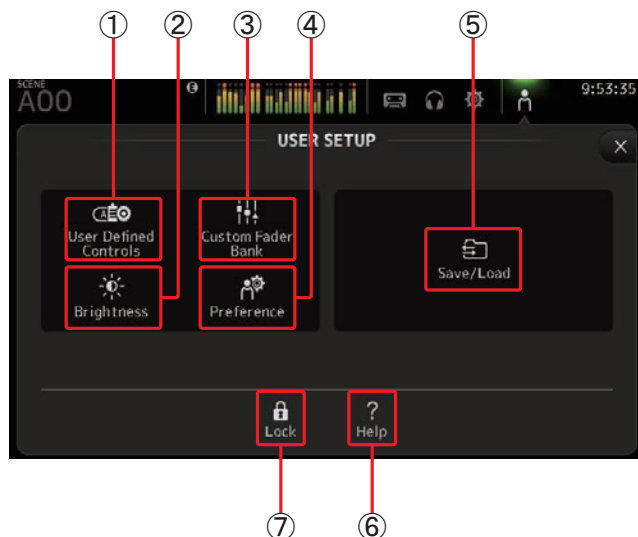 ① ② ③ ④ ⑤
SCENE
A00
E
9:53:35
USER SETUP
×
A
User Defined
Controls
Custom Fader
Bank
Brightness
Preference
Save/Load
Lock
?
Help
⑦ ⑥